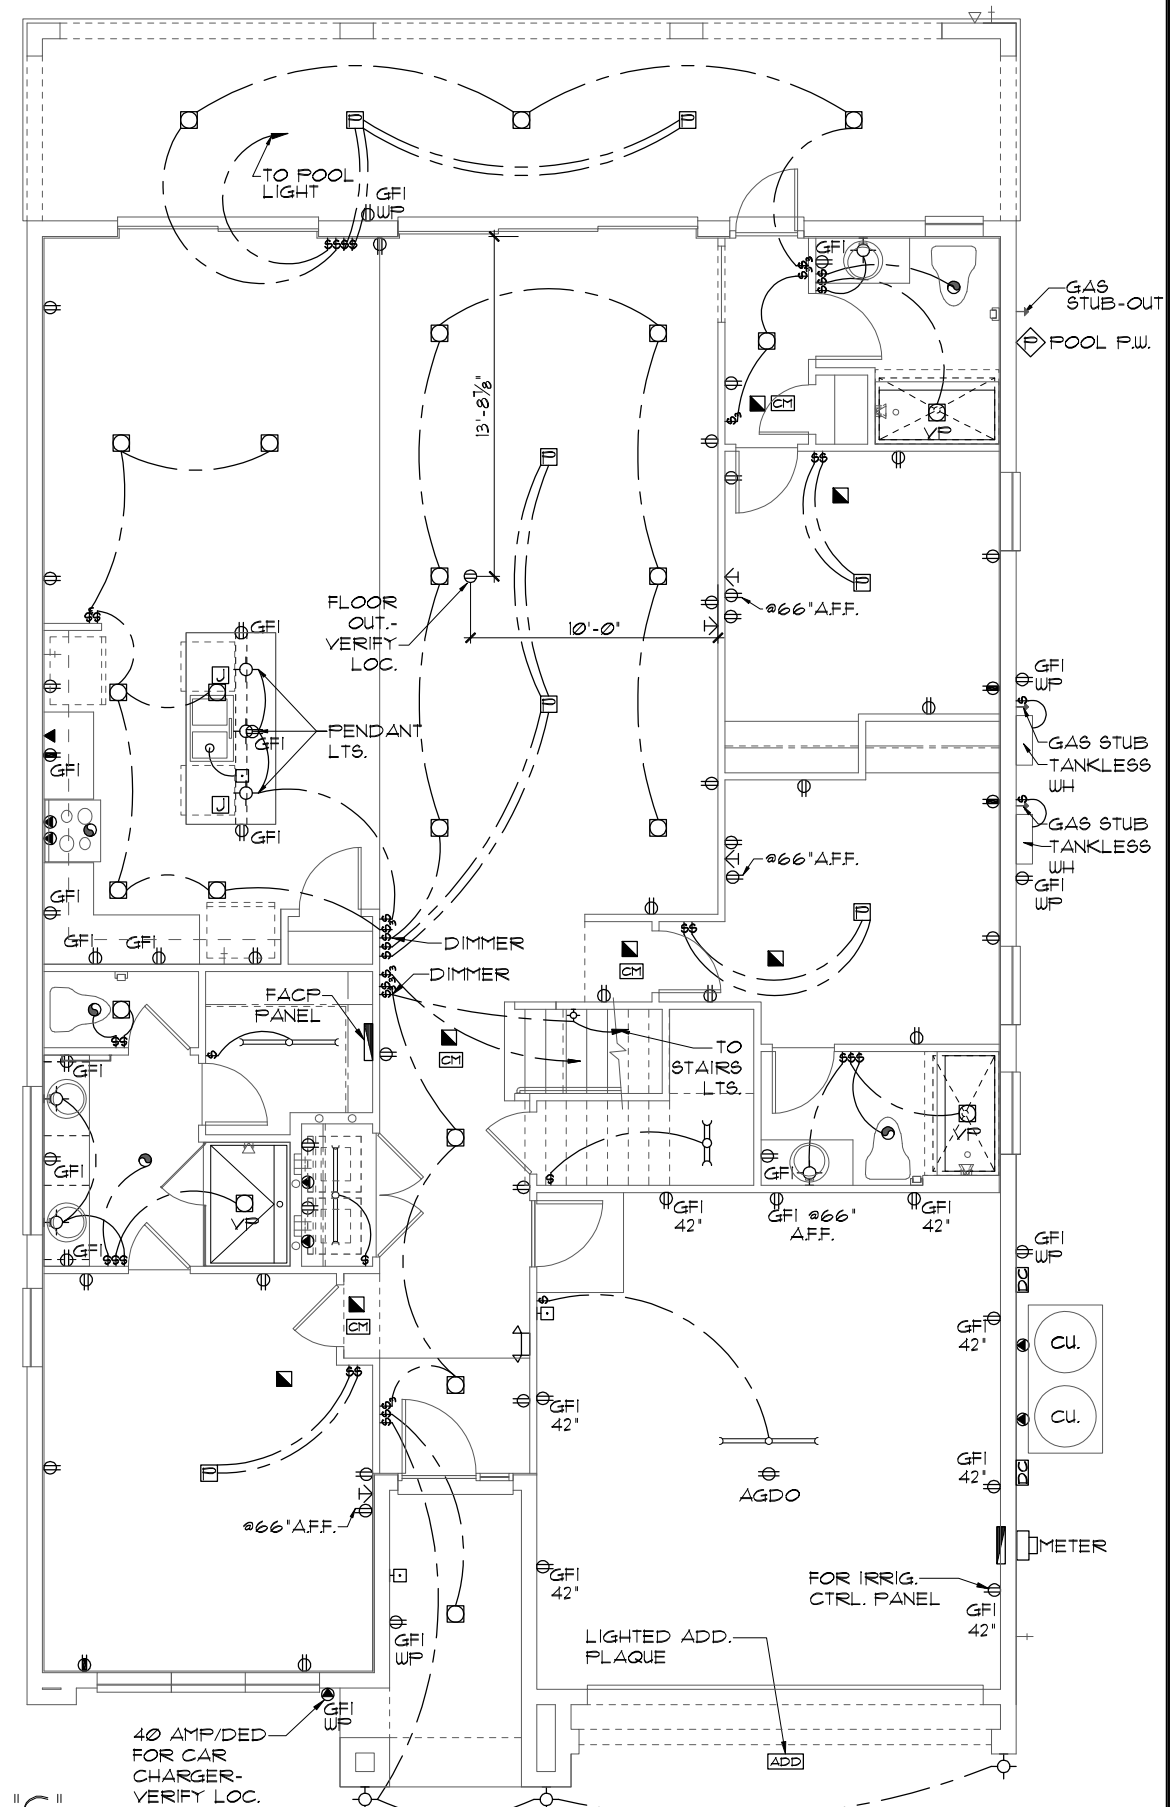 TO POOL
LIGHT
GFI
WP
GFI
GAS
STUB-OUT
P
POOL P.W.
13'-8⅞"
CM
VP
FLOOR
OUT.-
VERIFY
LOC.
10'-0"
@66"A.F.F.
GFI
J
GFI
WP
PENDANT
LTS.
GFI
GFI
GAS STUB
TANKLESS
WH
J
GFI
GAS STUB
TANKLESS
WH
@66"A.F.F.
GFI
WP
GFI
GFI
GFI
DIMMER
DIMMER
CM
FACP
PANEL
CM
TO
STAIRS
LTS.
GFI
VP
GFI
GFI
VP
GFI
42"
GFI @66"
A.F.F.
GFI
42"
GFI
GFI
WP
DC
CM
GFI
42"
CU.
GFI
42"
CU.
GFI
42"
DC
AGDO
@66"A.F.F.
METER
GFI
42"
FOR IRRIG.
CTRL. PANEL
GFI
42"
GFI
WP
LIGHTED ADD.
PLAQUE
GFI
WP
40 AMP/DED
FOR CAR
CHARGER-
VERIFY LOC.
ADD